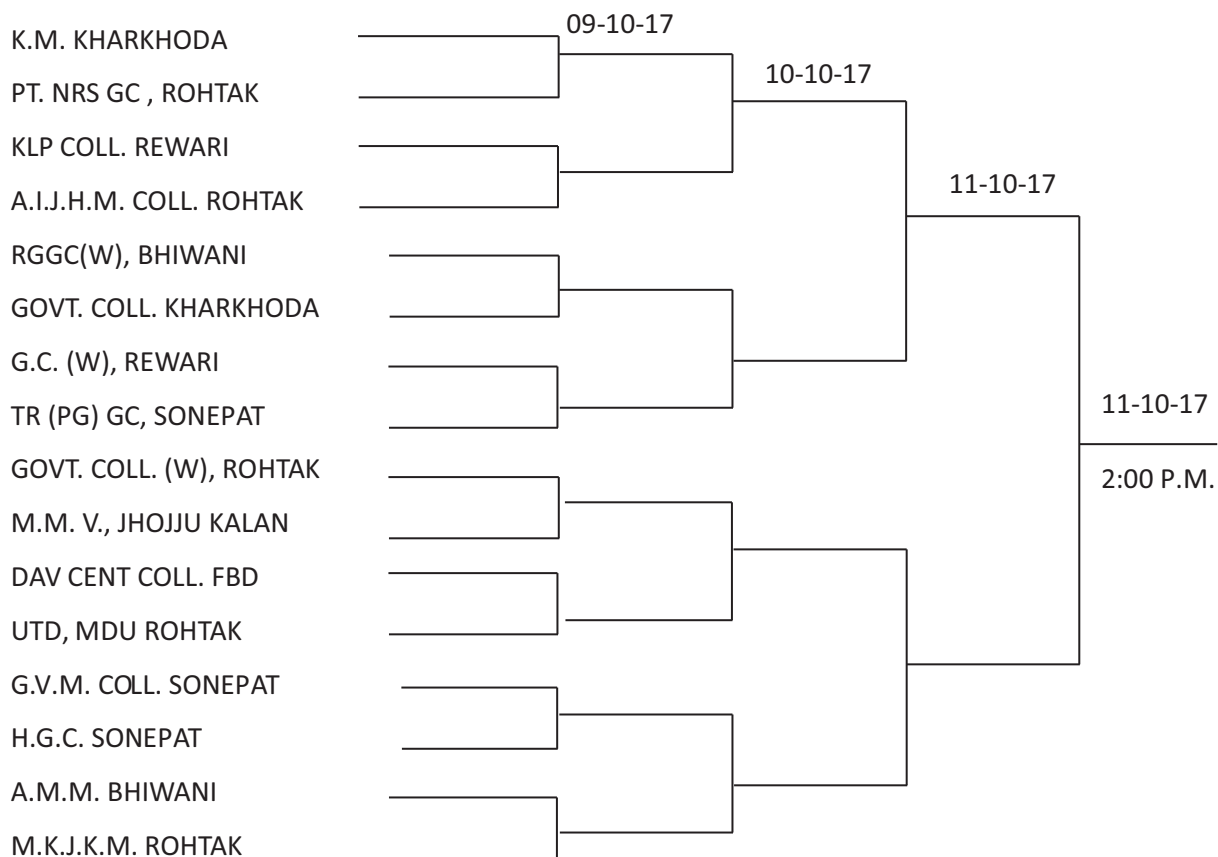 09-10-17
K.M. KHARKHODA
10-10-17
PT. NRS GC , ROHTAK
KLP COLL. REWARI
11-10-17
A.I.J.H.M. COLL. ROHTAK
RGGC(W), BHIWANI
GOVT. COLL. KHARKHODA
G.C. (W), REWARI
11-10-17
TR (PG) GC, SONEPAT
GOVT. COLL. (W), ROHTAK
2:00 P.M.
M.M. V., JHOJJU KALAN
DAV CENT COLL. FBD
UTD, MDU ROHTAK
G.V.M. COLL. SONEPAT
H.G.C. SONEPAT
A.M.M. BHIWANI
M.K.J.K.M. ROHTAK